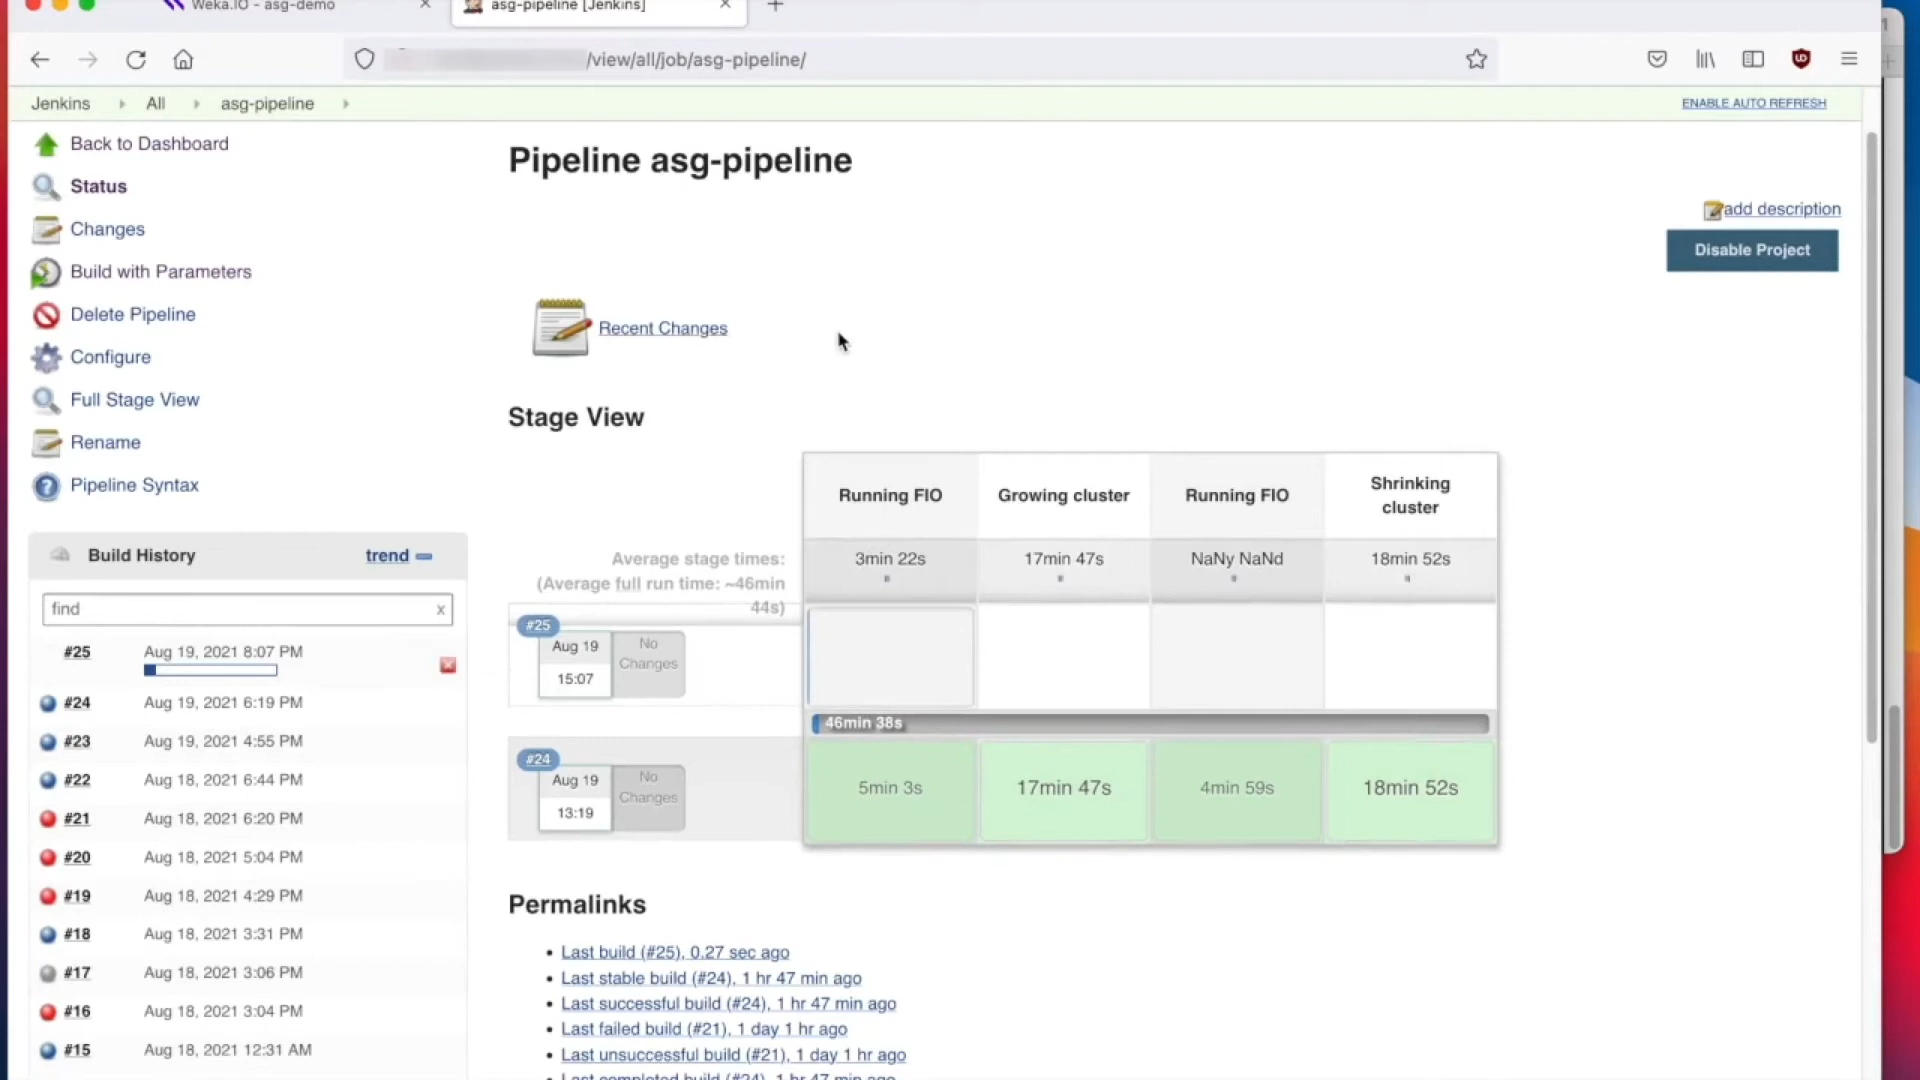 Weka.IO - asg-demo
asg-pipeline [Jenkins]
/view/all/job/asg-pipeline/
Jenkins All asg-pipeline
ENABLE AUTO REFRESH
Back to Dashboard
Status
Changes
Build with Parameters
Delete Pipeline
Configure
Full Stage View
Rename
Pipeline Syntax
Build History trend
find x
#25 Aug 19, 2021 8:07 PM
#24 Aug 19, 2021 6:19 PM
#23 Aug 19, 2021 4:55 PM
#22 Aug 18, 2021 6:44 PM
#21 Aug 18, 2021 6:20 PM
#20 Aug 18, 2021 5:04 PM
#19 Aug 18, 2021 4:29 PM
#18 Aug 18, 2021 3:31 PM
#17 Aug 18, 2021 3:06 PM
#16 Aug 18, 2021 3:04 PM
#15 Aug 18, 2021 12:31 AM
Pipeline asg-pipeline
add description
Disable Project
Recent Changes
Stage View
Running FIO Growing cluster Running FIO Shrinking
cluster
Average stage times: 3min 22s 17min 47s NaNy NaNd 18min 52s
(Average full run time: ~46min
44s)
#25
Aug 19 No
Changes
15:07
46min 38s
#24
Aug 19 No
Changes
13:19
5min 3s 17min 47s 4min 59s 18min 52s
Permalinks
Last build (#25), 0.27 sec ago
Last stable build (#24), 1 hr 47 min ago
Last successful build (#24), 1 hr 47 min ago
Last failed build (#21), 1 day 1 hr ago
Last unsuccessful build (#21), 1 day 1 hr ago
Last completed build (#24), 1 hr 47 min ago